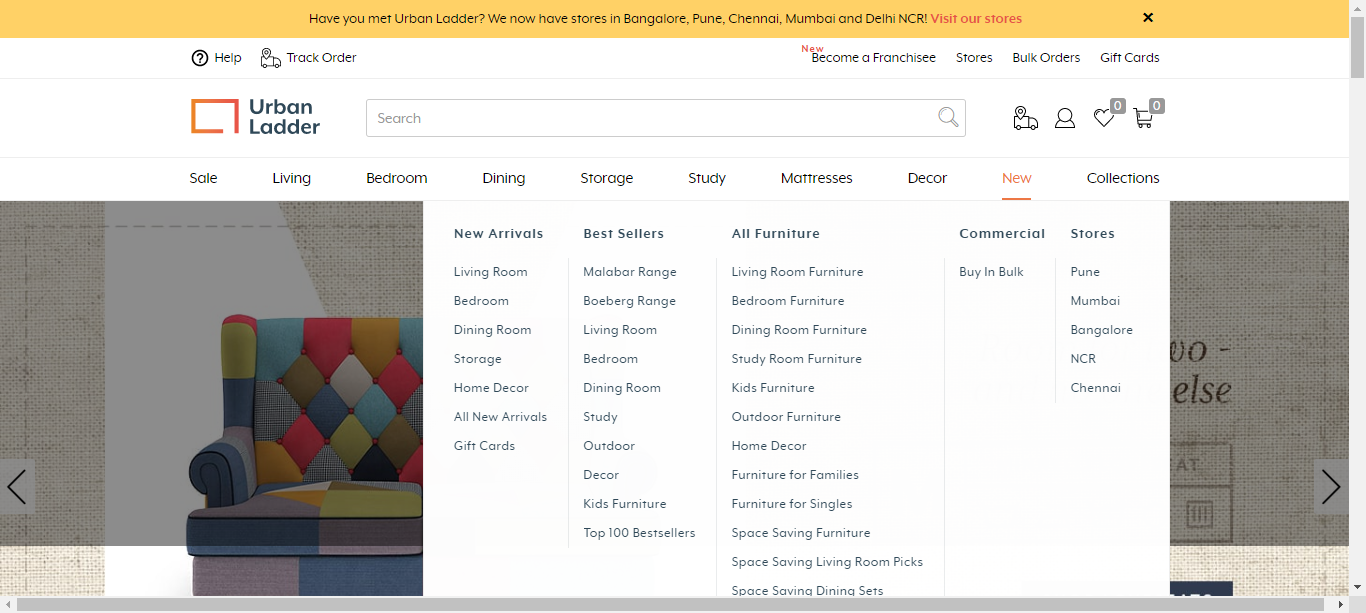 Have you met Urban Ladder? We now have stores in Bangalore, Pune, Chennai, Mumbai and Delhi NCR! Visit our stores
Help
Track Order
New
Become a Franchisee
Stores
Bulk Orders
Gift Cards
Urban
Ladder
Search
0
0
Sale
Living
Bedroom
Dining
Storage
Study
Mattresses
Decor
New
Collections
New Arrivals
Living Room
Bedroom
Dining Room
Storage
Home Decor
All New Arrivals
Gift Cards
Best Sellers
Malabar Range
Boeberg Range
Living Room
Bedroom
Dining Room
Study
Outdoor
Decor
Kids Furniture
Top 100 Bestsellers
All Furniture
Living Room Furniture
Bedroom Furniture
Dining Room Furniture
Study Room Furniture
Kids Furniture
Outdoor Furniture
Home Decor
Furniture for Families
Furniture for Singles
Space Saving Furniture
Space Saving Living Room Picks
Space Saving Dining Sets
Commercial
Buy In Bulk
Stores
Pune
Mumbai
Bangalore
NCR
Chennai
else